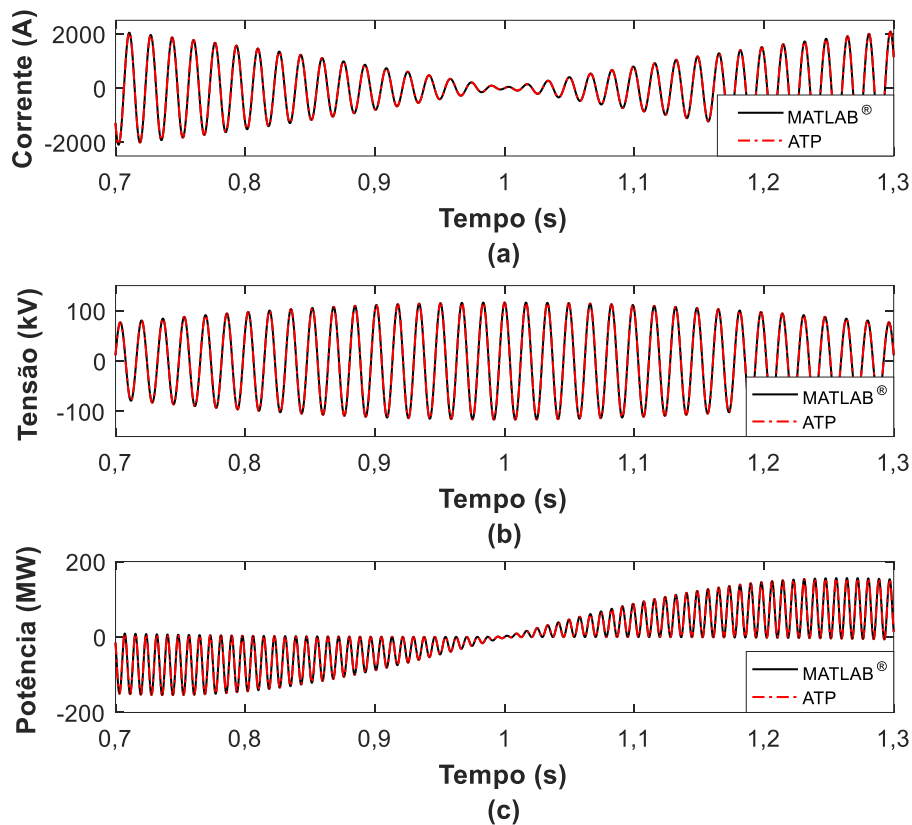 Corrente (A)
2000
0
-2000
MATLAB®
ATP
0,7 0,8 0,9 1 1,1 1,2 1,3
Tempo (s)
(a)
Tensão (kV)
100
0
-100
MATLAB®
ATP
0,7 0,8 0,9 1 1,1 1,2 1,3
Tempo (s)
(b)
Potência (MW)
200
0
-200
MATLAB®
ATP
0,7 0,8 0,9 1 1,1 1,2 1,3
Tempo (s)
(c)